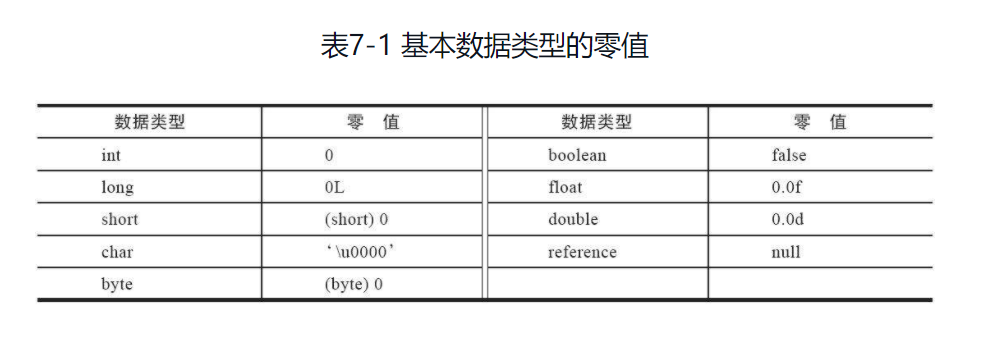 表7-1 基本数据类型的零值
数据类型 零 值 数据类型 零 值
int 0 boolean false
long 0L float 0.0f
short (short) 0 double 0.0d
char ‘\u0000’ reference null
byte (byte) 0